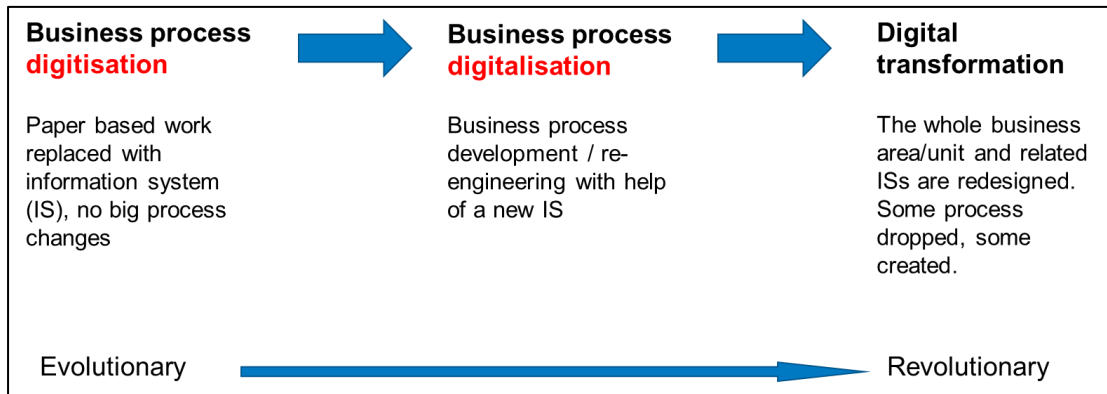 Business process
digitisation
Paper based work
replaced with
information system
(IS), no big process
changes
Business process
digitalisation
Business process
development / re-
engineering with help
of a new IS
Digital
transformation
The whole business
area/unit and related
ISs are redesigned.
Some process
dropped, some
created.
Evolutionary
Revolutionary